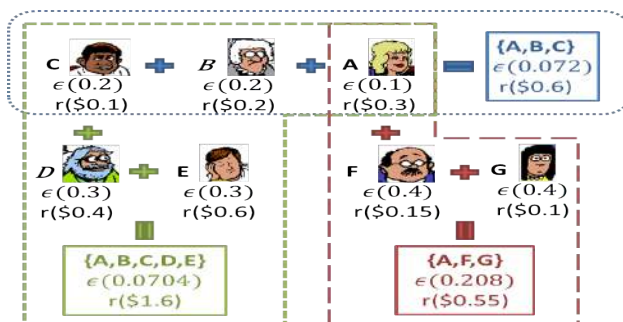 C B A {A,B,C}
ϵ(0.2) ϵ(0.2) ϵ(0.1) ϵ(0.072)
r($0.1) r($0.2) r($0.3) r($0.6)
D E F G
ϵ(0.3) ϵ(0.3) ϵ(0.4) ϵ(0.4)
r($0.4) r($0.6) r($0.15) r($0.1)
{A,B,C,D,E} {A,F,G}
ϵ(0.0704) ϵ(0.208)
r($1.6) r($0.55)